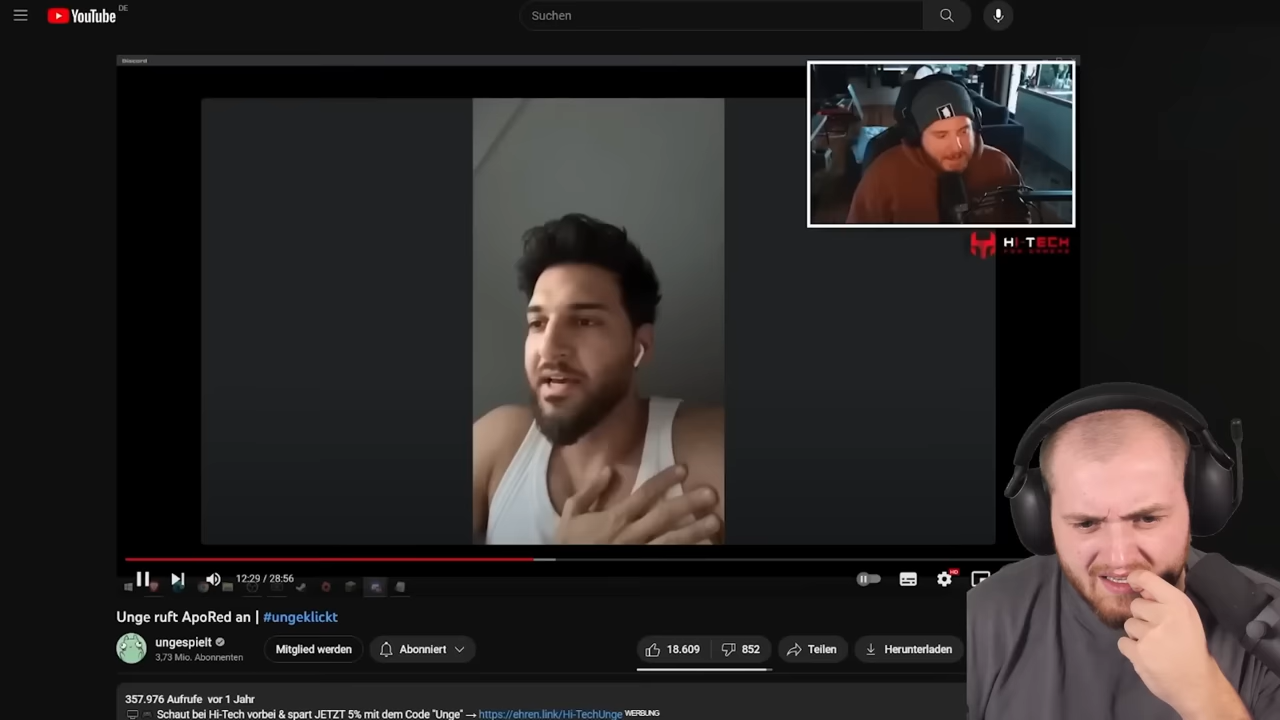 YouTube DE
Suchen
Discord
HI-TECH
12:29 / 28:56
HD
Unge ruft ApoRed an | #ungeklickt
ungespielt
3,73 Mio. Abonnenten
Mitglied werden
Abonniert
18.609
852
Teilen
Herunterladen
357.976 Aufrufe vor 1 Jahr
Schaut bei Hi-Tech vorbei & spart JETZT 5% mit dem Code "Unge" → https://ehren.link/Hi-TechUnge WERBUNG